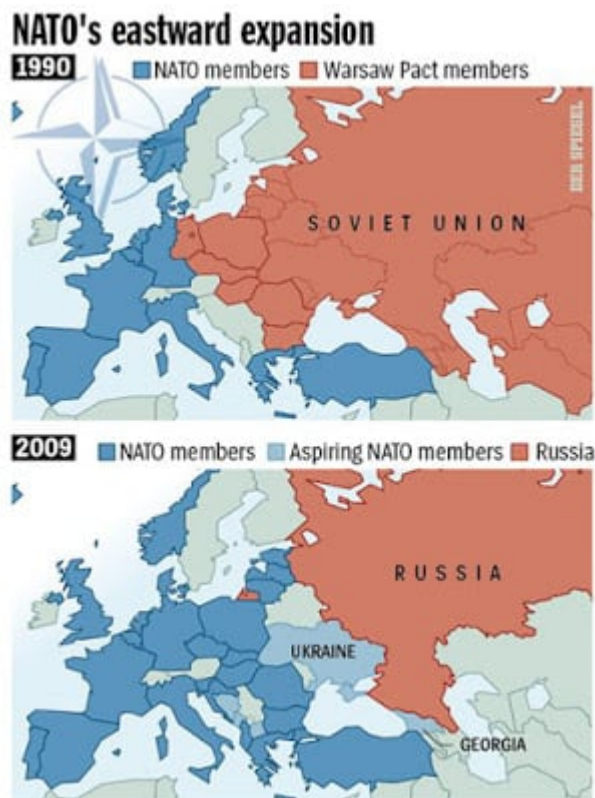 NATO's eastward expansion
1990 NATO members Warsaw Pact members
DER SPIEGEL
SOVIET UNION
2009 NATO members Aspiring NATO members Russia
RUSSIA
UKRAINE
GEORGIA